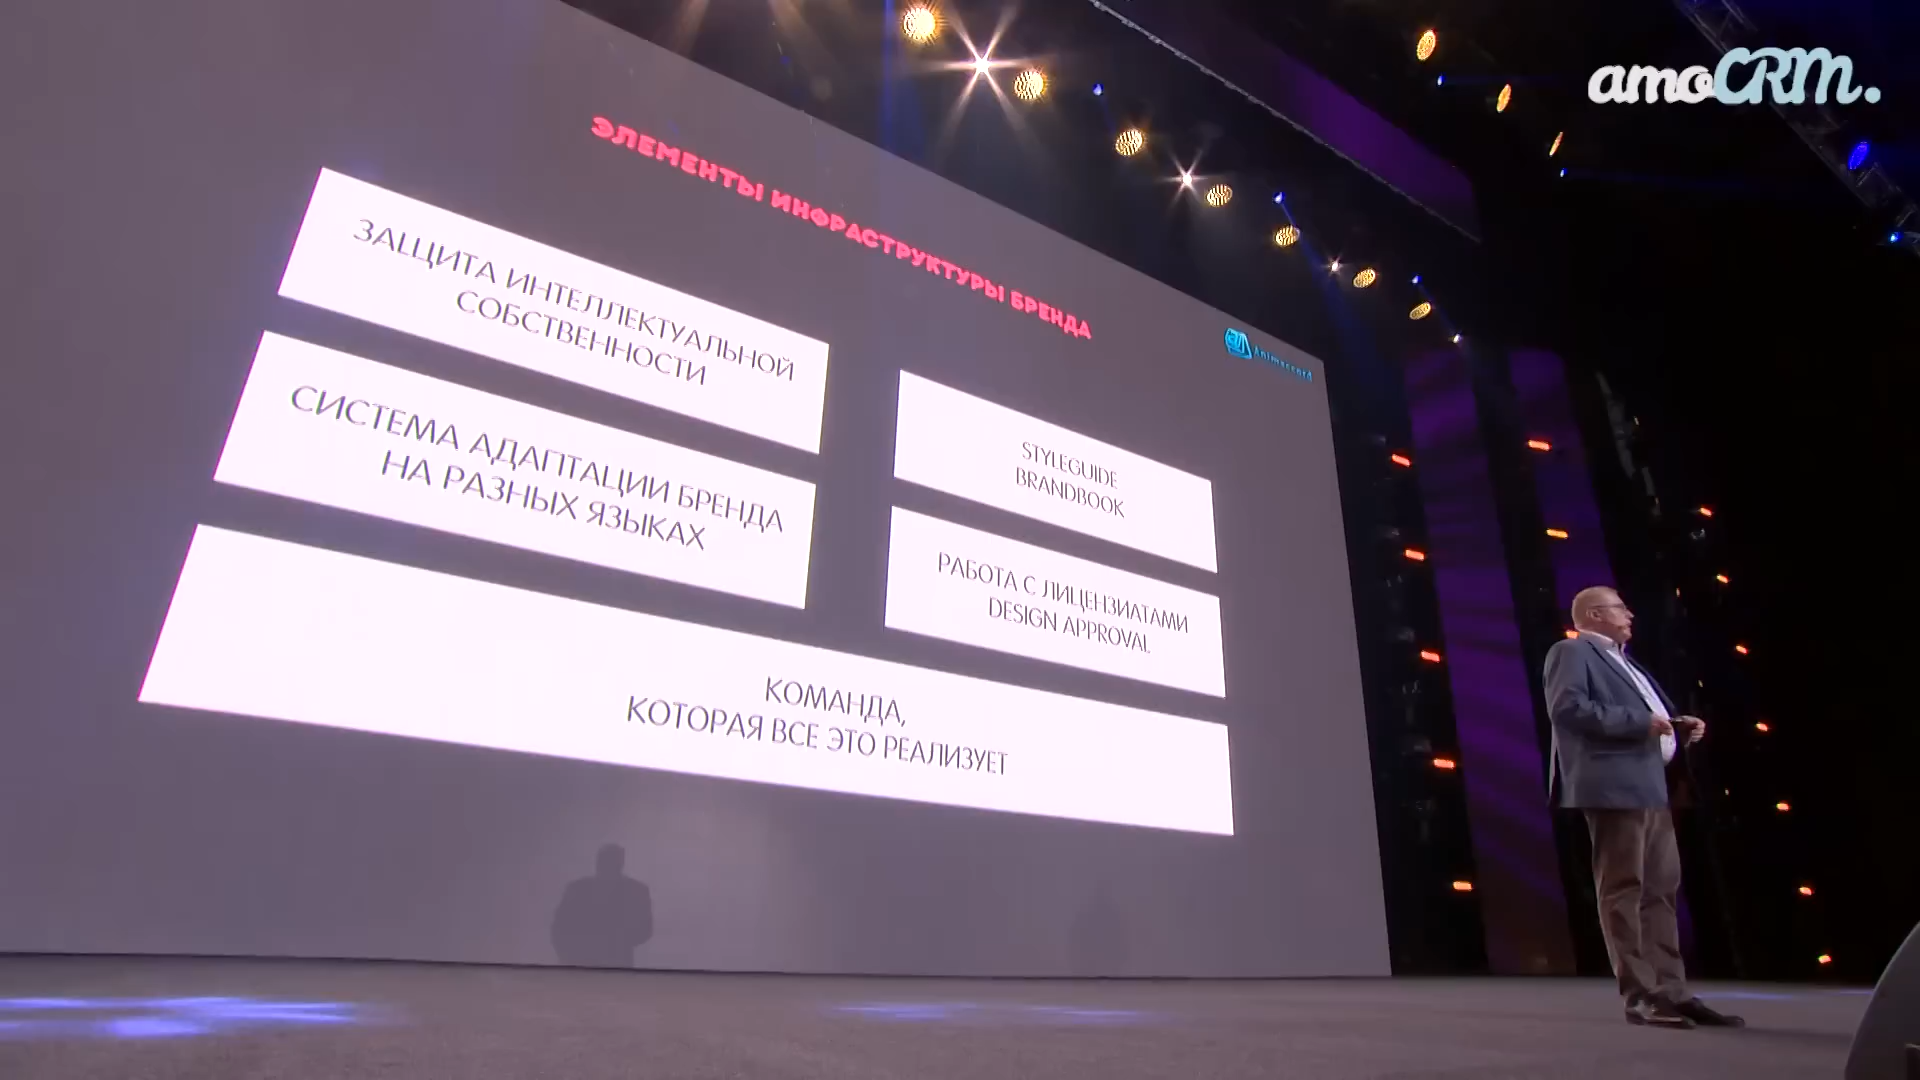 amoCRM.
ЭЛЕМЕНТЫ ИНФРАСТРУКТУРЫ БРЕНДА
Animaccord
ЗАЩИТА ИНТЕЛЛЕКТУАЛЬНОЙ
СОБСТВЕННОСТИ
СИСТЕМА АДАПТАЦИИ БРЕНДА
НА РАЗНЫХ ЯЗЫКАХ
STYLEGUIDE
BRANDBOOK
РАБОТА С ЛИЦЕНЗИАТАМИ
DESIGN APPROVAL
КОМАНДА,
КОТОРАЯ ВСЕ ЭТО РЕАЛИЗУЕТ